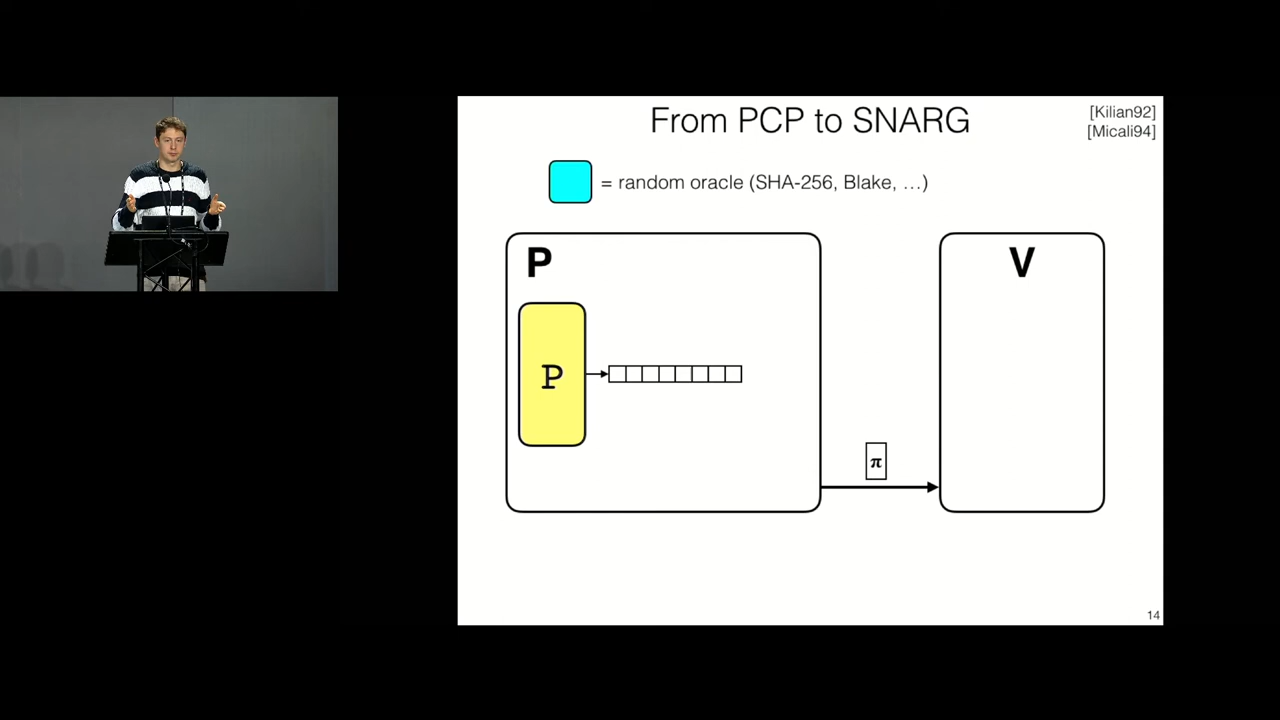 From PCP to SNARG
[Kilian92]
[Micali94]
= random oracle (SHA-256, Blake, …)
P
V
P
π
14